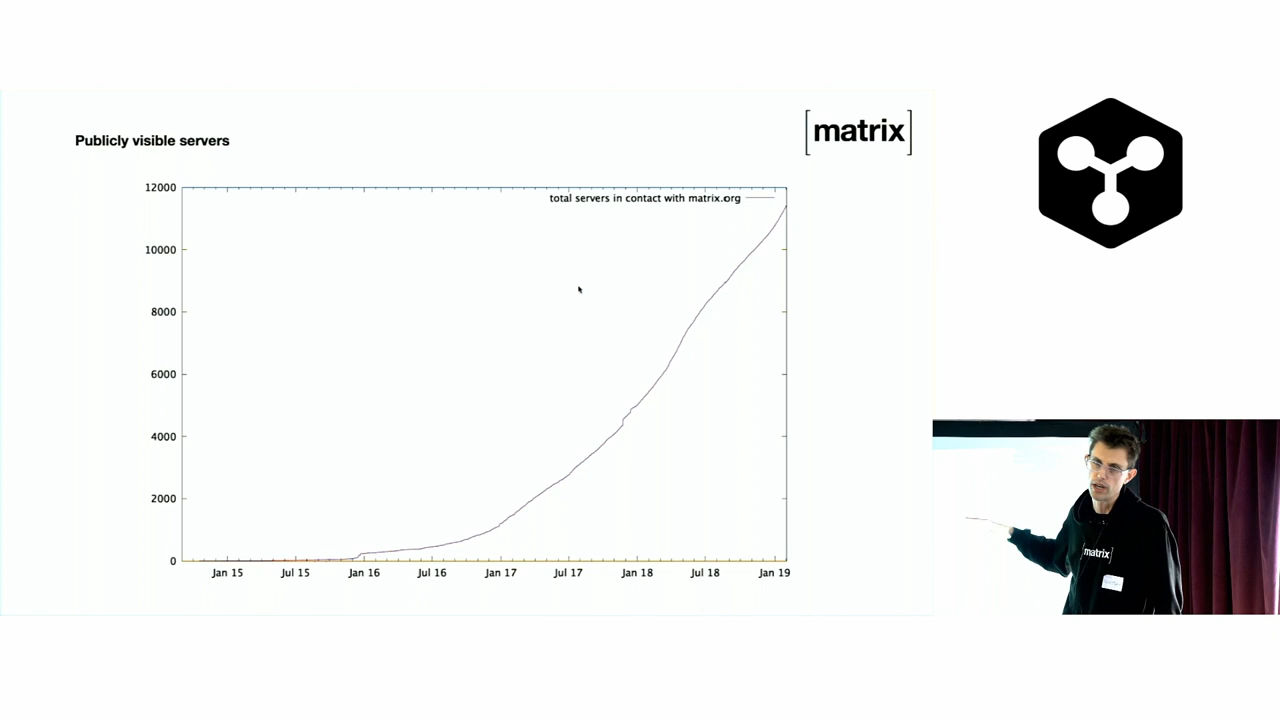 Publicly visible servers
[matrix]
total servers in contact with matrix.org
12000
10000
8000
6000
4000
2000
0
Jan 15
Jul 15
Jan 16
Jul 16
Jan 17
Jul 17
Jan 18
Jul 18
Jan 19
[matrix]